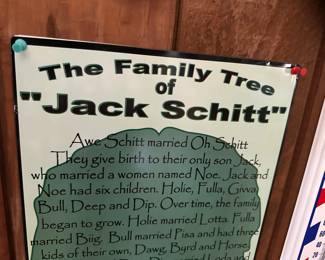 The Family Tree
of
"Jack Schitt"
Awe Schitt married Oh Schitt
They give birth to their only son Jack,
who married a women named Noe. Jack and
Noe had six children. Holie, Fulla, Givva
Bull, Deep and Dip. Over time, the family
began to grow. Holie married Lotta. Fulla
married Biig. Bull married Pisa and had three
kids of their own, Dawg, Byrd and Horse.